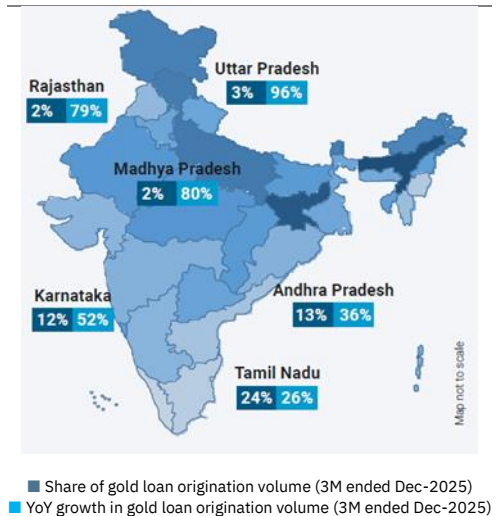 Rajasthan
2% 79%
Uttar Pradesh
3% 96%
Madhya Pradesh
2% 80%
Karnataka
12% 52%
Andhra Pradesh
13% 36%
Tamil Nadu
24% 26%
Map not to scale
Share of gold loan origination volume (3M ended Dec-2025)
YoY growth in gold loan origination volume (3M ended Dec-2025)